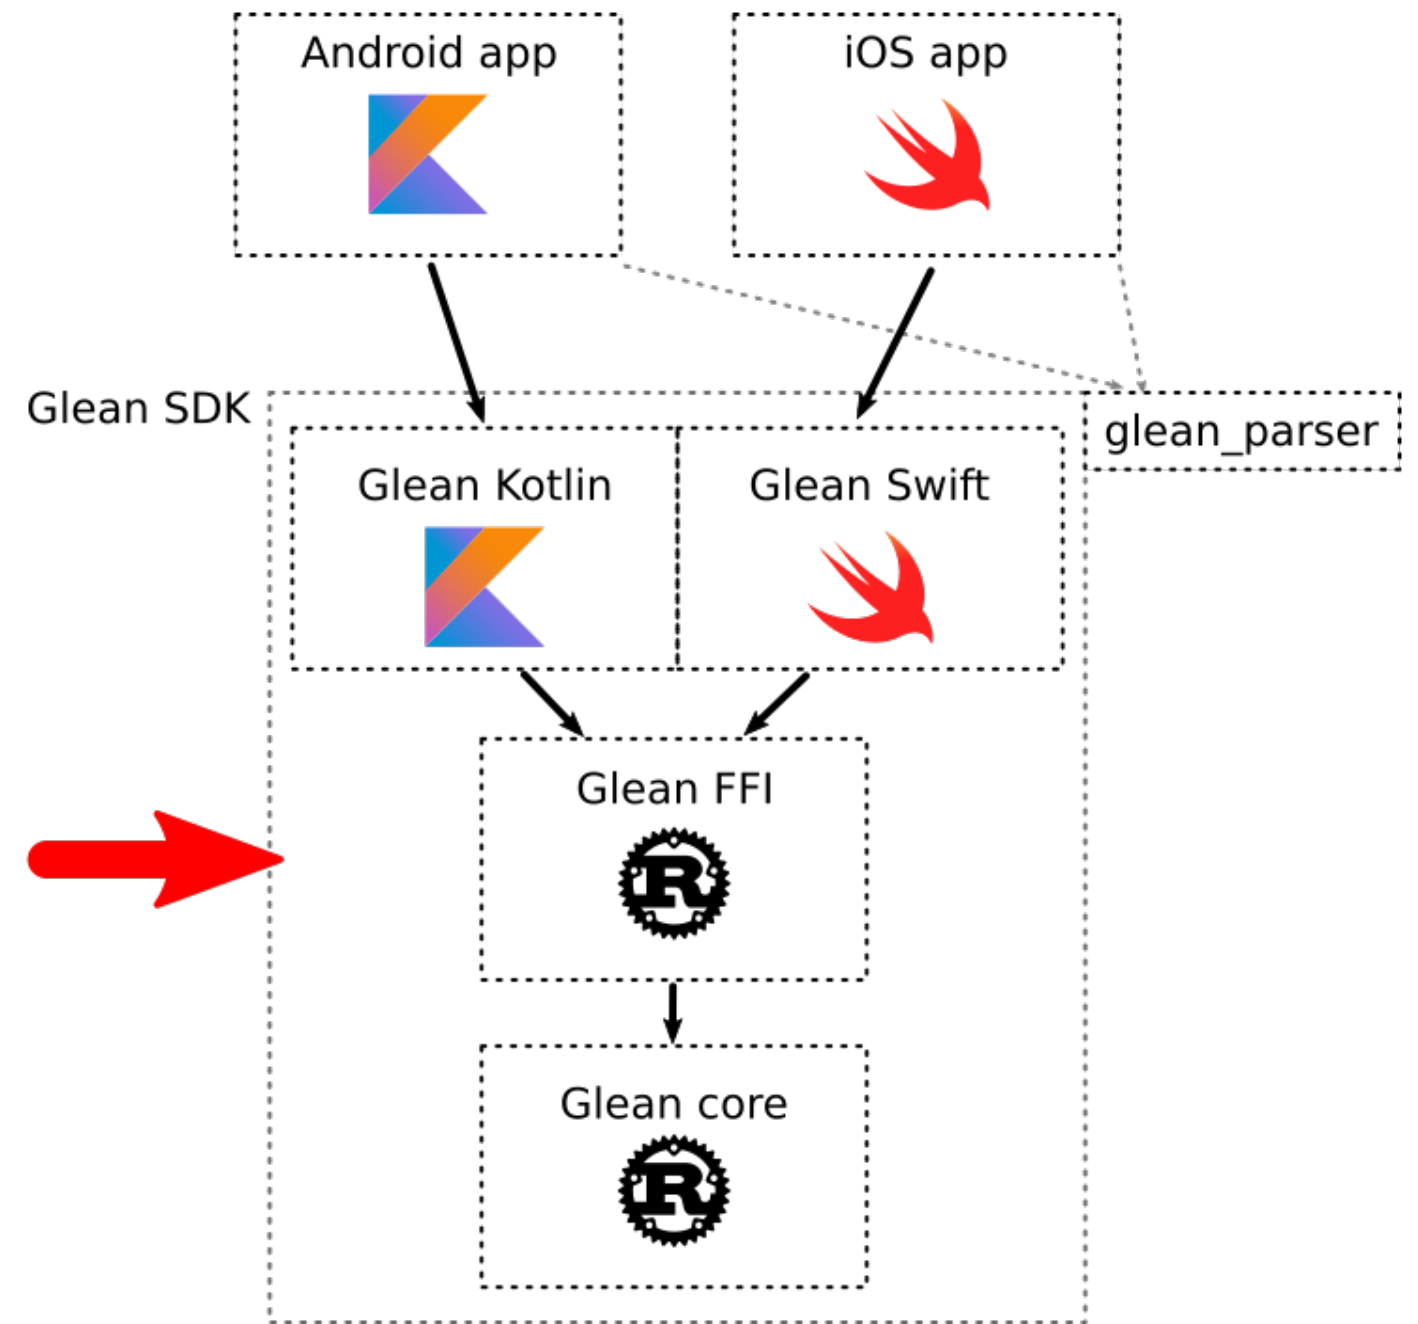 Android app
iOS app
Glean SDK
glean_parser
Glean Kotlin
Glean Swift
Glean FFI
R
Glean core
R